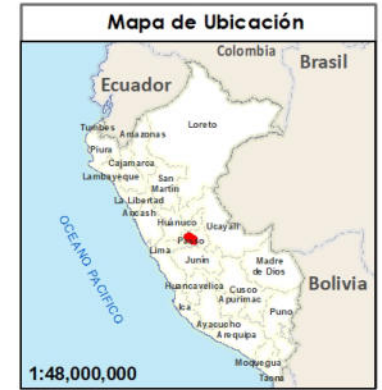 Mapa de Ubicación
Colombia
Brasil
Ecuador
Loreto
Tumbes
Amazonas
Piura
Cajamarca
Lambayeque
San
Martín
La Libertad
Ancash
Huánuco
Ucayali
Pasco
Lima
Junín
Madre
de Dios
OCEANO PACIFICO
Huancavelica
Cusco
Bolivia
Apurimac
Ica
Puno
Ayacucho
Arequipa
Moquegua
Tacna
1:48,000,000